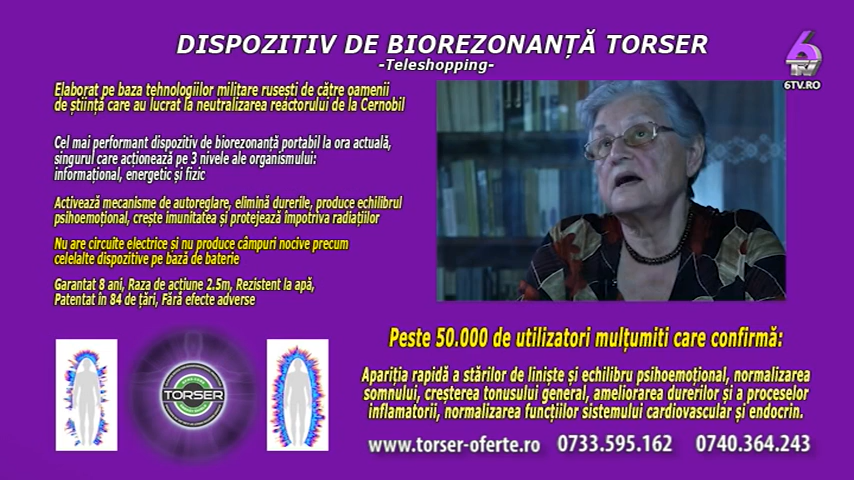 DISPOZITIV DE BIOREZONANȚĂ TORSER
-Teleshopping-
6
TV
6TV.RO
Elaborat pe baza tehnologiilor militare rusești de către oamenii
de știință care au lucrat la neutralizarea reactorului de la Cernobil
Cel mai performant dispozitiv de biorezonanță portabil la ora actuală,
singurul care acționează pe 3 nivele ale organismului:
informațional, energetic și fizic
Activează mecanisme de autoreglare, elimină durerile, produce echilibrul
psihoemoțional, crește imunitatea și protejează împotriva radiațiilor
Nu are circuite electrice și nu produce câmpuri nocive precum
celelalte dispozitive pe bază de baterie
Garantat 8 ani, Raza de acțiune 2.5m, Rezistent la apă,
Patentat în 84 de țări, Fără efecte adverse
TORSER
Peste 50.000 de utilizatori mulțumiti care confirmă:
Apariția rapidă a stărilor de liniște și echilibru psihoemoțional, normalizarea
somnului, creșterea tonusului general, ameliorarea durerilor și a proceselor
inflamatorii, normalizarea funcțiilor sistemului cardiovascular și endocrin.
www.torser-oferte.ro 0733.595.162 0740.364.243